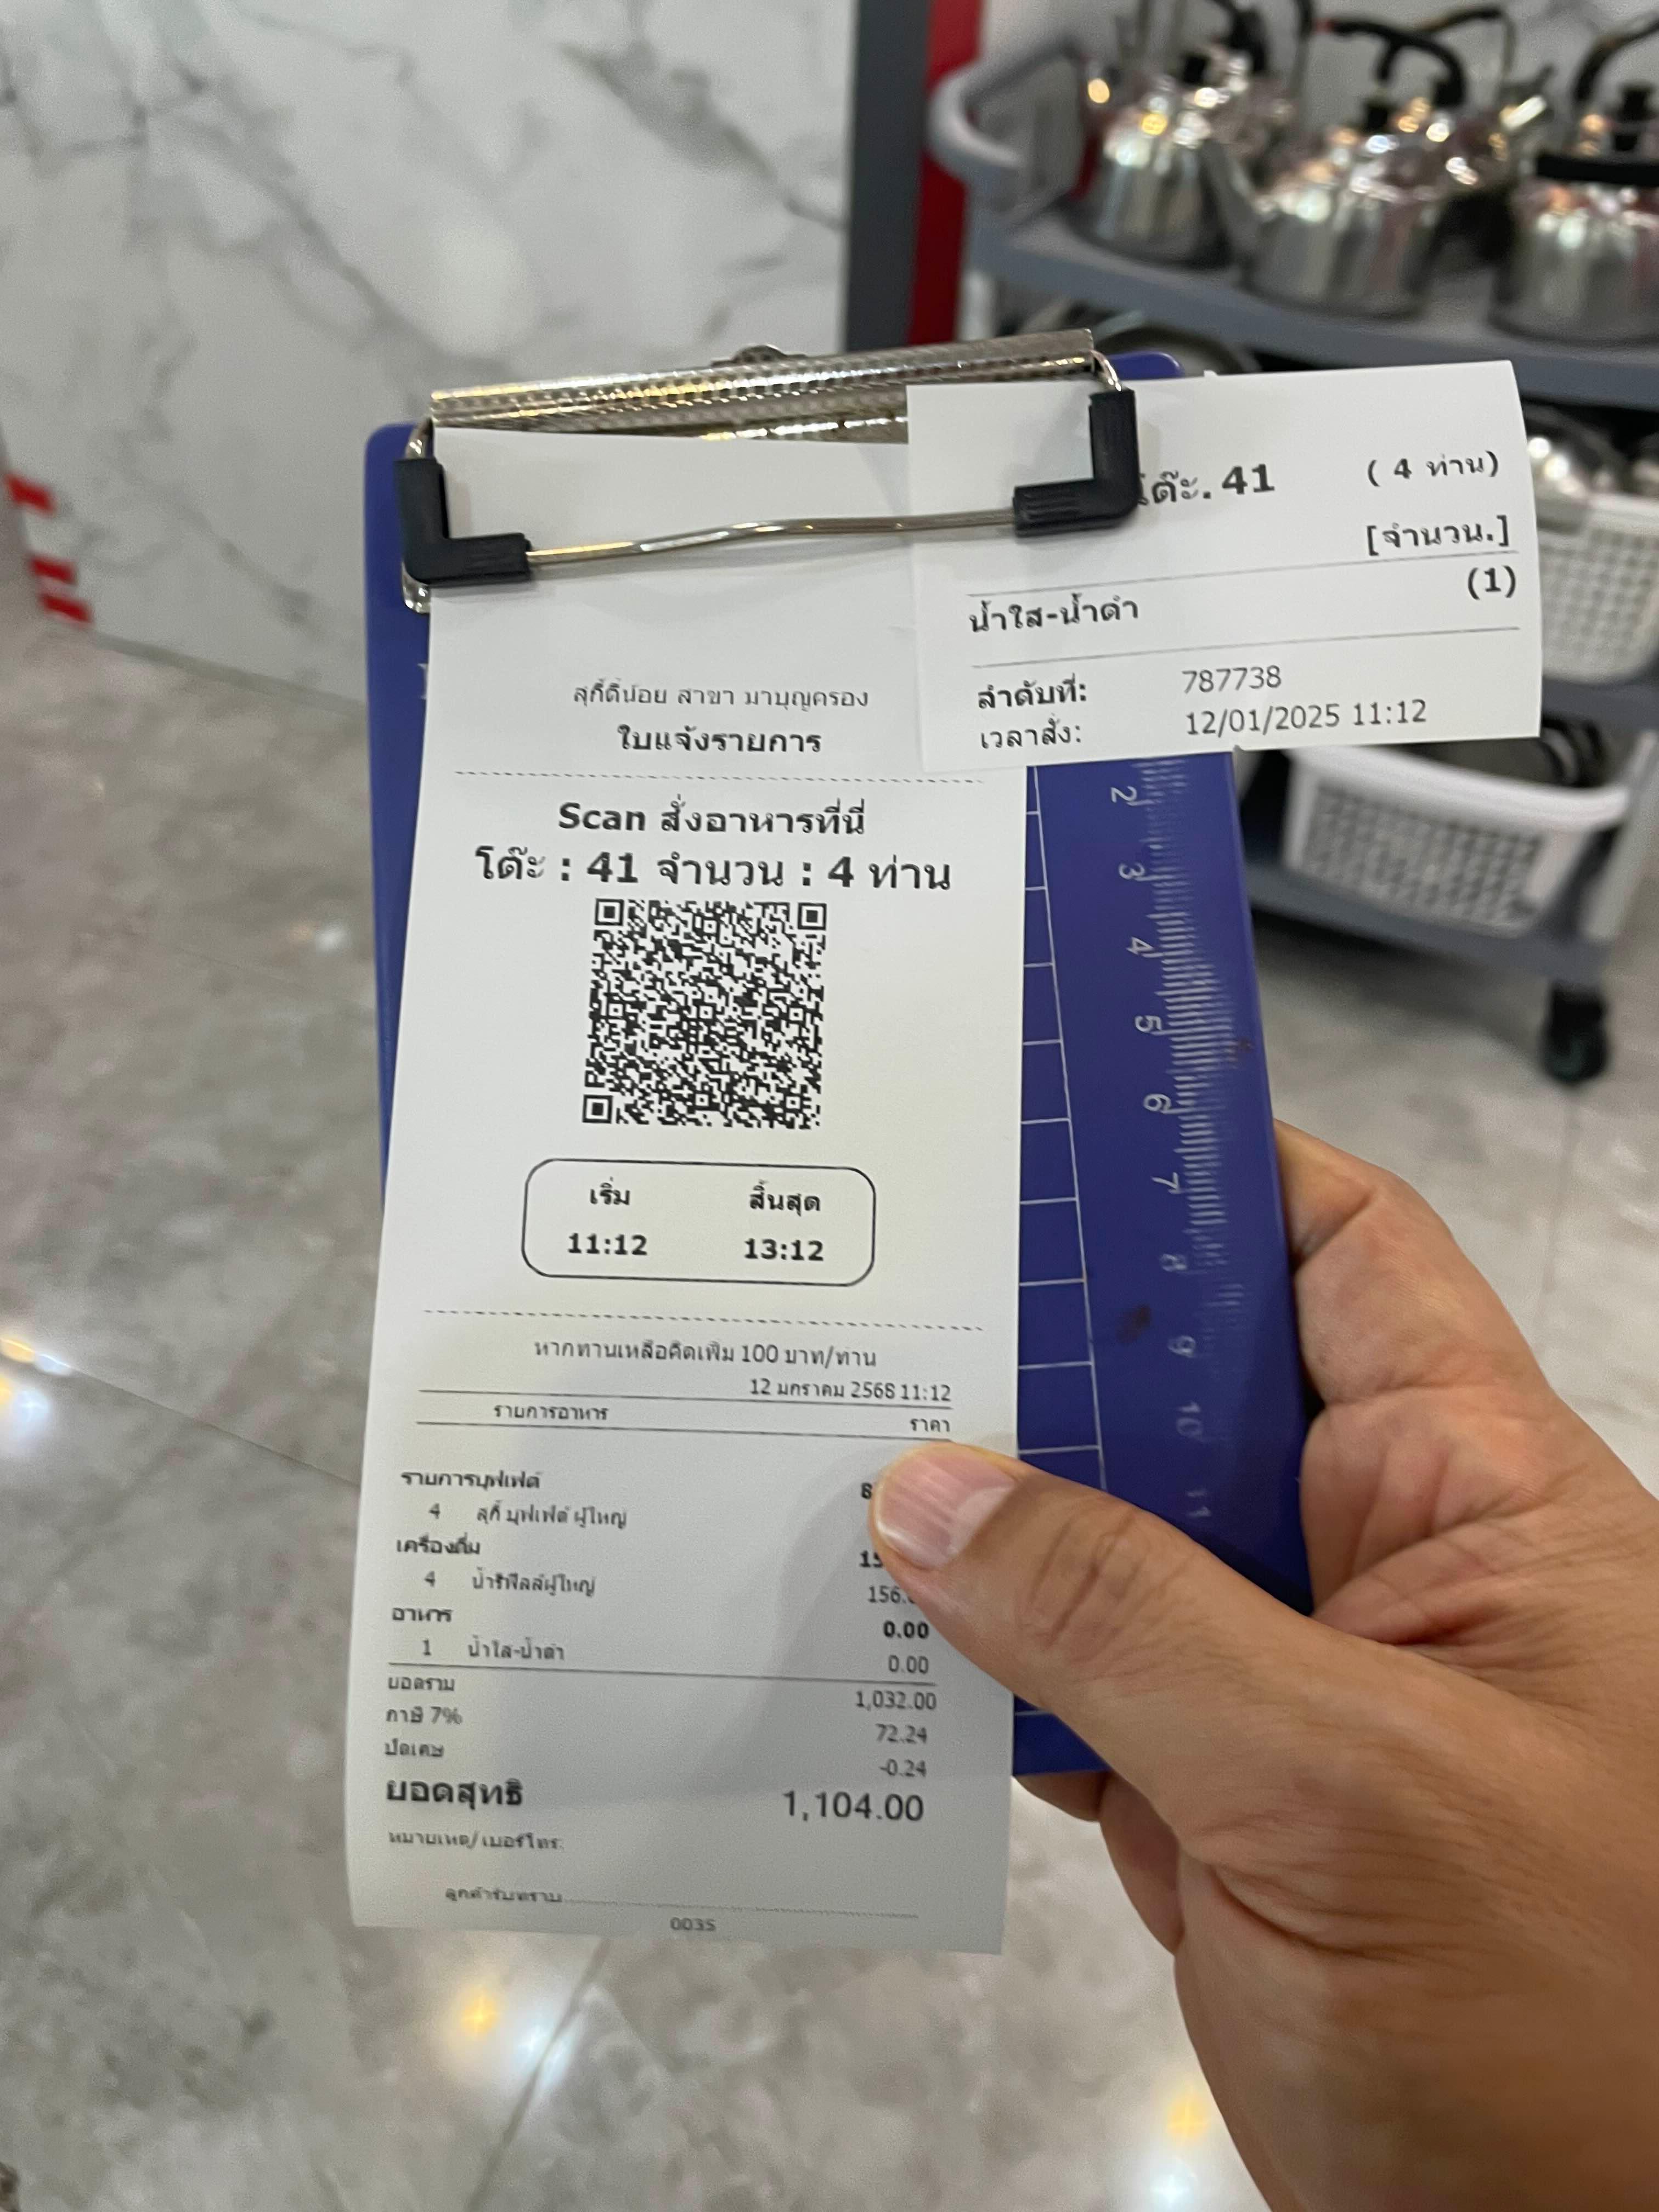 โต๊ะ. 41 ( 4 ท่าน)
[จำนวน.]
น้ำใส-น้ำดำ (1)
ลำดับที่: 787738
เวลาสั่ง: 12/01/2025 11:12
สุกี้ตี๋น้อย สาขา มาบุญครอง
ใบแจ้งรายการ
Scan สั่งอาหารที่นี่
โต๊ะ : 41 จำนวน : 4 ท่าน
เริ่ม สิ้นสุด
11:12 13:12
หากทานเหลือคิดเพิ่ม 100 บาท/ท่าน
12 มกราคม 2568 11:12
รายการอาหาร ราคา
รายการบุฟเฟต์
4 สุกี้ บุฟเฟต์ ผู้ใหญ่
เครื่องดื่ม
4 น้ำรีฟิลล์ผู้ใหญ่ 156.
อาหาร 0.00
1 น้ำใส-น้ำดำ 0.00
ยอดรวม 1,032.00
ภาษี 7% 72.24
ปัดเศษ -0.24
ยอดสุทธิ 1,104.00
หมายเหตุ/เบอร์โทร:
ลูกค้ารับทราบ
0035
2
3
4
5
6
7
8
9
10
11